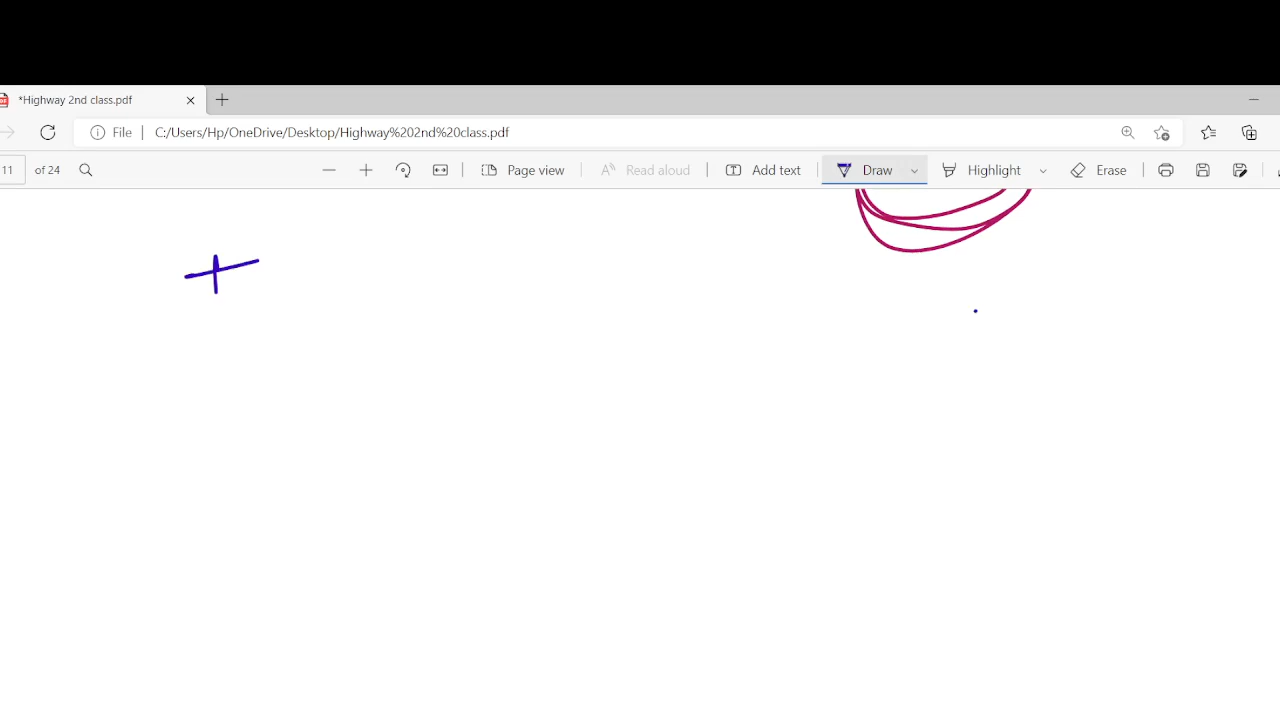 *Highway 2nd class.pdf
File | C:/Users/Hp/OneDrive/Desktop/Highway%202nd%20class.pdf
11 of 24 Page view Read aloud Add text Draw Highlight Erase
+